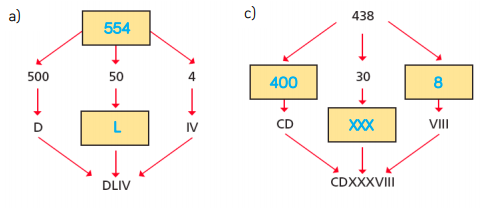 a)
554
500 50 4
D L IV
DLIV
c)
438
400 30 8
CD XXX VIII
CDXXXVIII